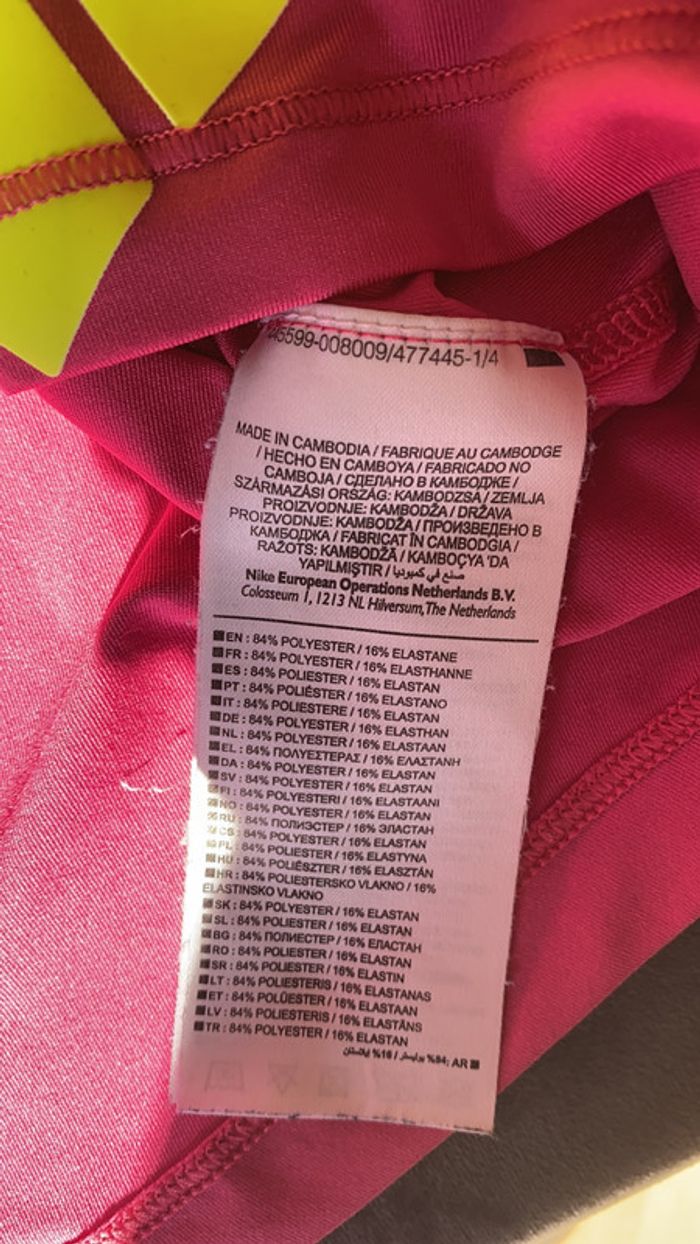 5599-008009/477445-1/4
MADE IN CAMBODIA / FABRIQUE AU CAMBODGE
/ HECHO EN CAMBOYA / FABRICADO NO
CAMBOJA / СДЕЛАНО В КАМБОДЖЕ /
SZÁRMAZÁSI ORSZÁG: KAMBODZSA / ZEMLJA
PROIZVODNJE: KAMBODŽA / DRŽAVA
PROIZVODNJE: KAMBODŽA / ПРОИЗВЕДЕНО В
КАМБОДЖА / FABRICAT ÎN CAMBODGIA /
RAŽOTS: KAMBODŽĀ / KAMBOÇYA 'DA
YAPILMIŞTIR / صنع في كمبوديا
Nike European Operations Netherlands B.V.
Colosseum 1, 1213 NL Hilversum, The Netherlands
EN : 84% POLYESTER / 16% ELASTANE
FR : 84% POLYESTER / 16% ELASTHANNE
ES : 84% POLIESTER / 16% ELASTAN
PT : 84% POLIÉSTER / 16% ELASTANO
IT : 84% POLIESTERE / 16% ELASTAN
DE : 84% POLYESTER / 16% ELASTHAN
NL : 84% POLYESTER / 16% ELASTAAN
EL : 84% ΠΟΛΥΕΣΤΕΡΑΣ / 16% ΕΛΑΣΤΑΝΗ
DA : 84% POLYESTER / 16% ELASTAN
SV : 84% POLYESTER / 16% ELASTAN
FI : 84% POLYESTERI / 16% ELASTAANI
NO : 84% POLYESTER / 16% ELASTAN
RU : 84% ПОЛИЭСТЕР / 16% ЭЛАСТАН
CS : 84% POLYESTER / 16% ELASTAN
PL : 84% POLIESTER / 16% ELASTYNA
HU : 84% POLIÉSZTER / 16% ELASZTÁN
HR : 84% POLIESTERSKO VLAKNO / 16%
ELASTINSKO VLAKNO
SK : 84% POLYESTER / 16% ELASTAN
SL : 84% POLIESTER / 16% ELASTAN
BG : 84% ПОЛИЕСТЕР / 16% ЕЛАСТАН
RO : 84% POLIESTER / 16% ELASTAN
SR : 84% POLIESTER / 16% ELASTIN
LT : 84% POLIESTERIS / 16% ELASTANAS
ET : 84% POLÜESTER / 16% ELASTAAN
LV : 84% POLIESTERIS / 16% ELASTĀNS
TR : 84% POLYESTER / 16% ELASTAN
AR :84% بوليستر / 16% إيلاستان